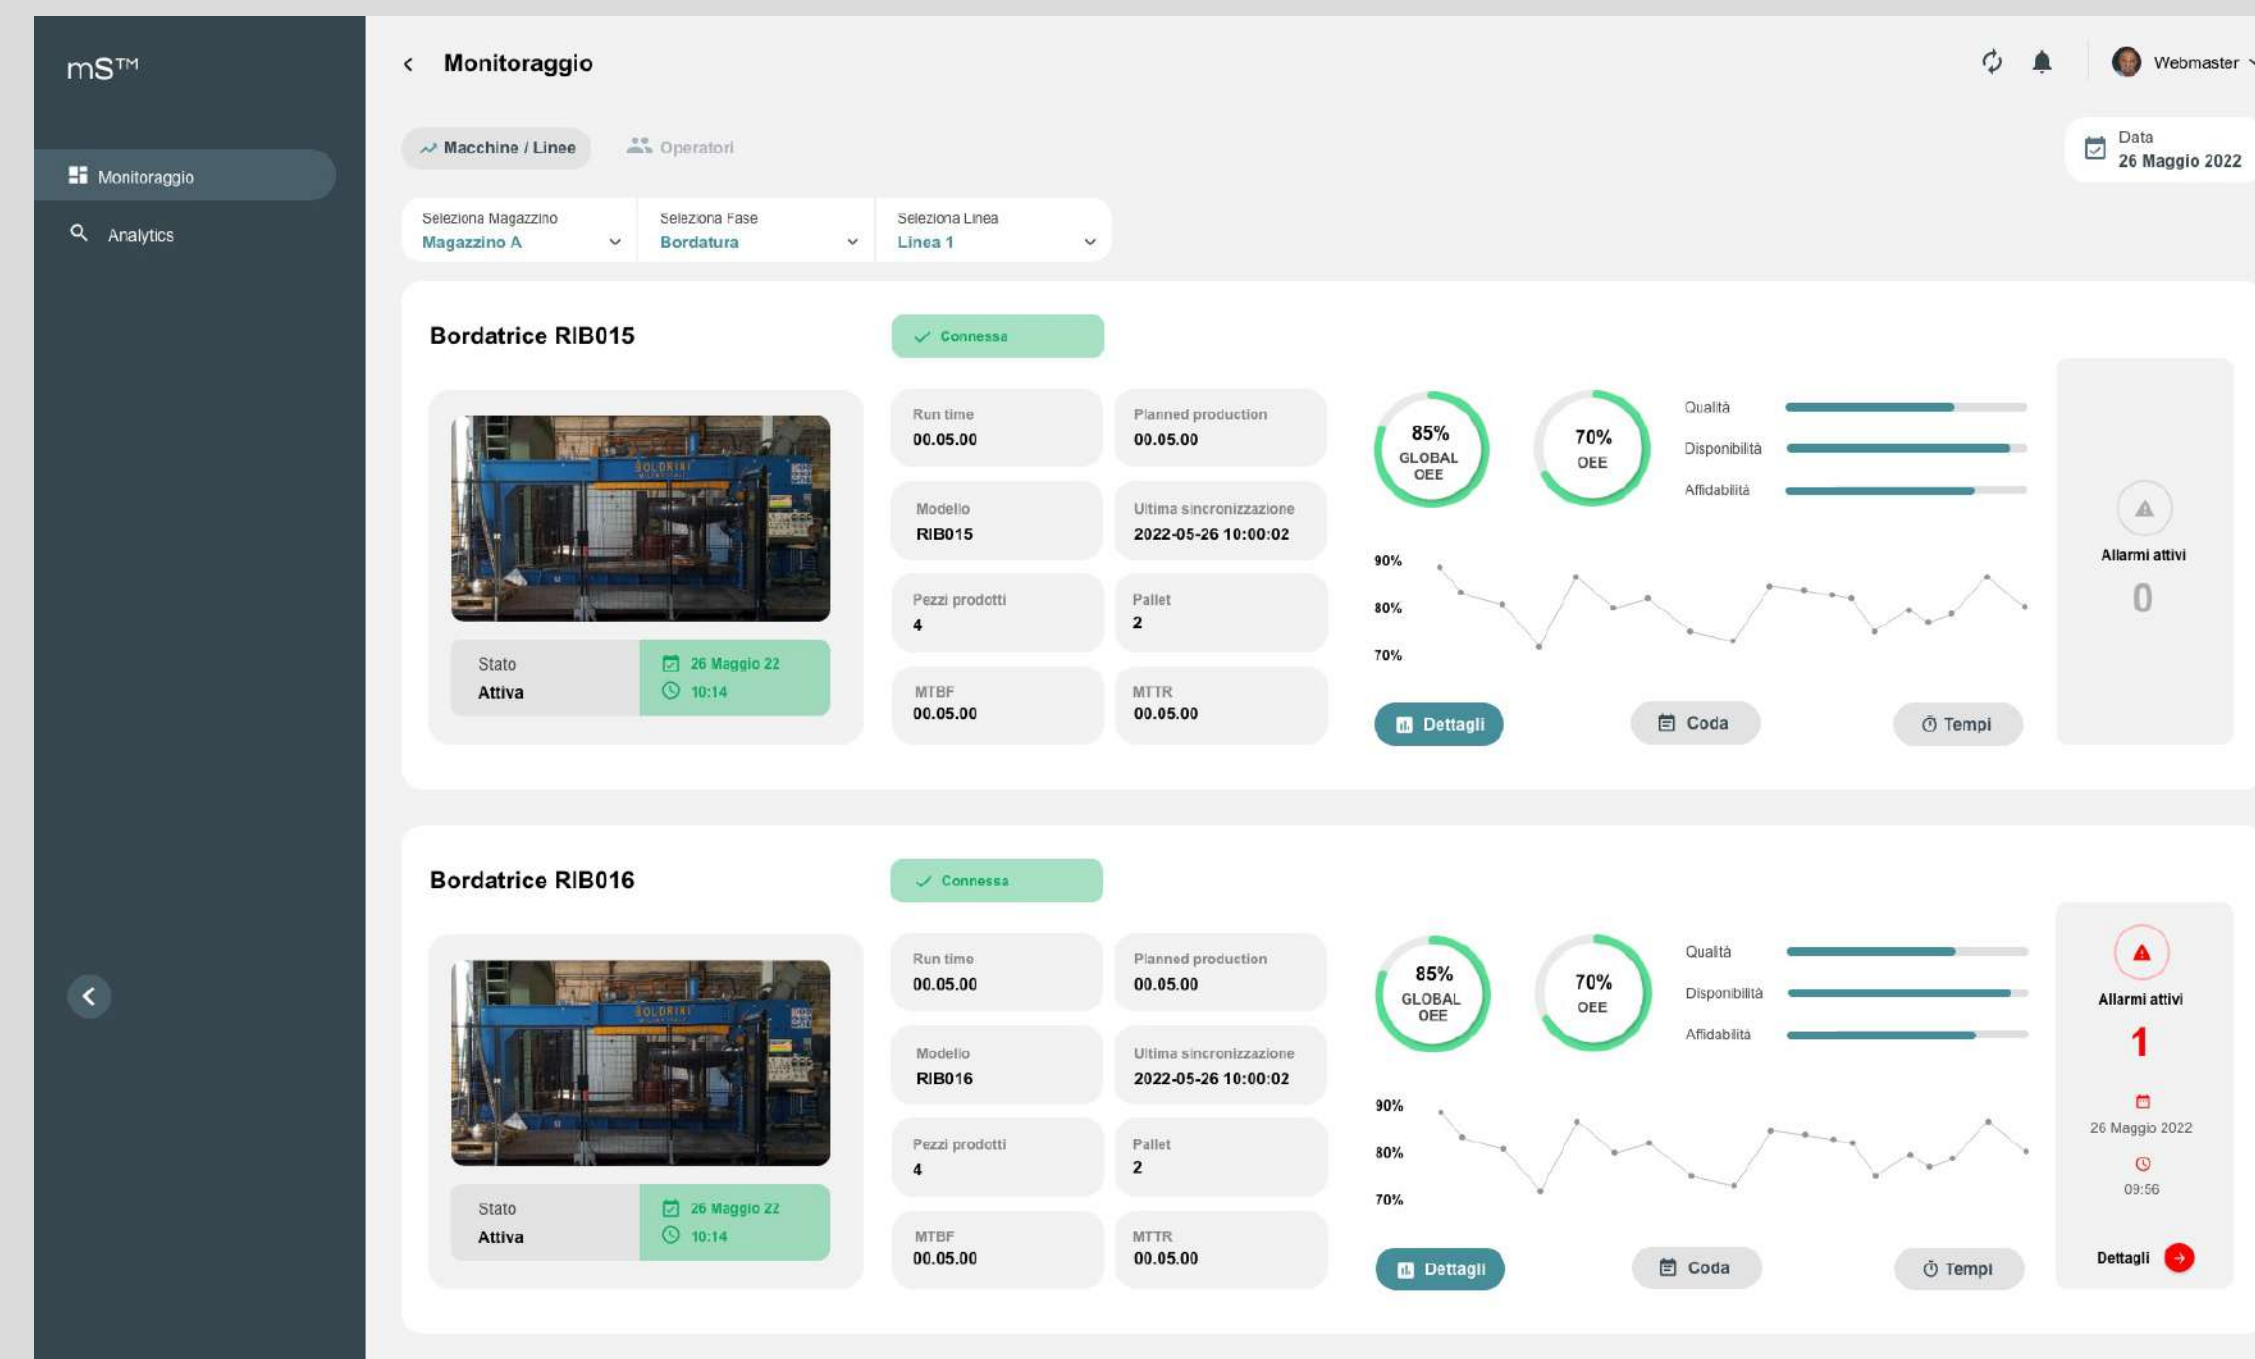 mS™
Monitoraggio
Analytics
Monitoraggio
Webmaster
Macchine / Linee
Operatori
Data
26 Maggio 2022
Seleziona Magazzino
Magazzino A
Seleziona Fase
Bordatura
Seleziona Linea
Linea 1
Bordatrice RIB015
Connessa
BOLDRINI
Stato
Attiva
26 Maggio 22
10:14
Run time
00.05.00
Planned production
00.05.00
Modello
RIB015
Ultima sincronizzazione
2022-05-26 10:00:02
Pezzi prodotti
4
Pallet
2
MTBF
00.05.00
MTTR
00.05.00
85%
GLOBAL
OEE
70%
OEE
Qualità
Disponibilità
Affidabilità
90%
80%
70%
Dettagli
Coda
Tempi
Allarmi attivi
0
Bordatrice RIB016
Connessa
BOLDRINI
Stato
Attiva
26 Maggio 22
10:14
Run time
00.05.00
Planned production
00.05.00
Modello
RIB016
Ultima sincronizzazione
2022-05-26 10:00:02
Pezzi prodotti
4
Pallet
2
MTBF
00.05.00
MTTR
00.05.00
85%
GLOBAL
OEE
70%
OEE
Qualità
Disponibilità
Affidabilità
90%
80%
70%
Dettagli
Coda
Tempi
Allarmi attivi
1
26 Maggio 2022
09:56
Dettagli